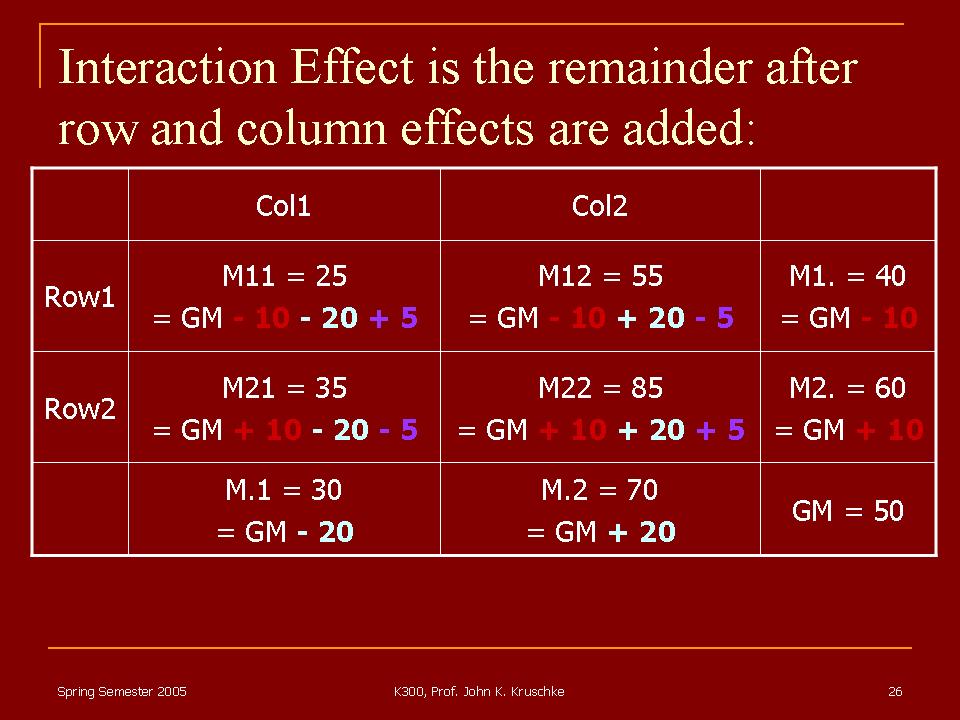 Interaction Effect is the remainder after
row and column effects are added:
Col1 Col2
Row1
M11 = 25
= GM - 10 - 20 + 5
M12 = 55
= GM - 10 + 20 - 5
M1. = 40
= GM - 10
Row2
M21 = 35
= GM + 10 - 20 - 5
M22 = 85
= GM + 10 + 20 + 5
M2. = 60
= GM + 10
M.1 = 30
= GM - 20
M.2 = 70
= GM + 20
GM = 50
Spring Semester 2005 K300, Prof. John K. Kruschke 26